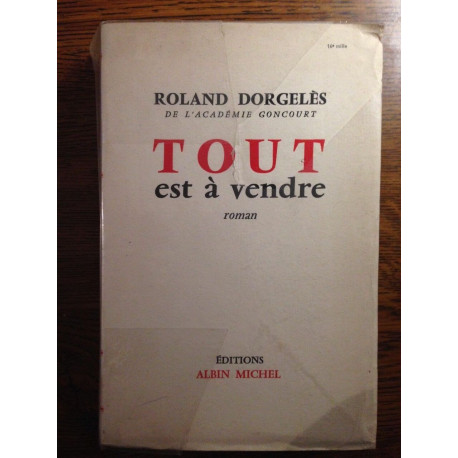 ROLAND DORGELÈS
DE L'ACADÉMIE GONCOURT
TOUT
est à vendre
roman
ÉDITIONS
ALBIN MICHEL